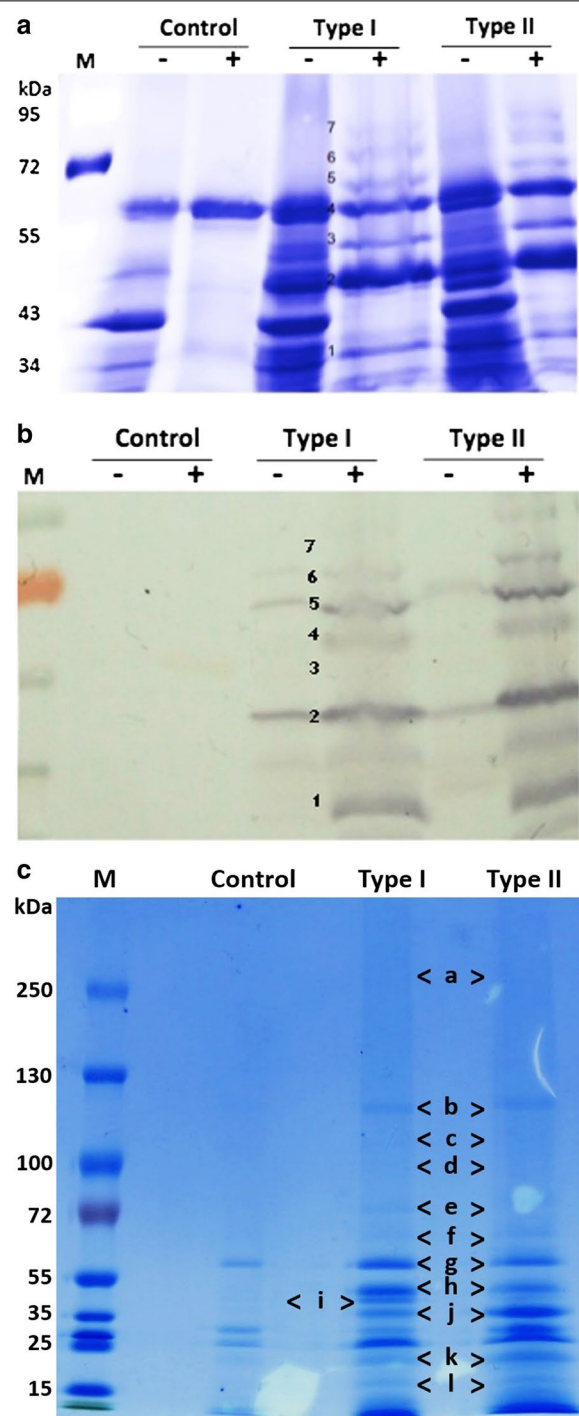 a
Control Type I Type II
M - + - + - +
kDa
95
72
55
43
34
7
6
5
4
3
2
1
b
Control Type I Type II
M - + - + - +
7
6
5
4
3
2
1
c
M Control Type I Type II
kDa
250
130
100
72
55
35
25
15
< a >
< b >
< c >
< d >
< e >
< f >
< g >
< h >
< i >
< j >
< k >
< l >